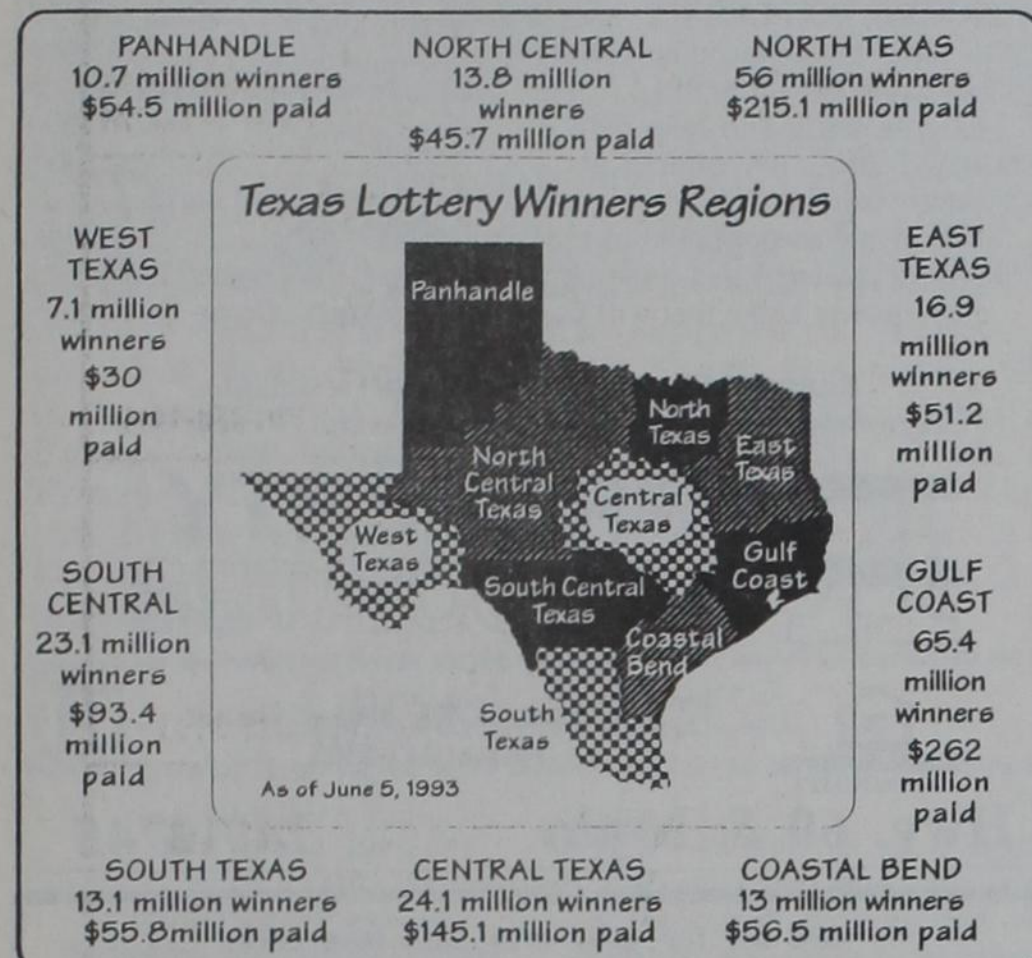 PANHANDLE
10.7 million winners
$54.5 million paid
NORTH CENTRAL
13.8 million
winners
$45.7 million paid
NORTH TEXAS
56 million winners
$215.1 million paid
WEST
TEXAS
7.1 million
winners
$30
million
paid
SOUTH
CENTRAL
23.1 million
winners
$93.4
million
paid
Texas Lottery Winners Regions
Panhandle
North
Texas
East
Texas
North
Central
Texas
Central
Texas
West
Texas
Gulf
Coast
South Central
Texas
Coastal
Bend
South
Texas
As of June 5, 1993
EAST
TEXAS
16.9
million
winners
$51.2
million
paid
GULF
COAST
65.4
million
winners
$262
million
paid
SOUTH TEXAS
13.1 million winners
$55.8million paid
CENTRAL TEXAS
24.1 million winners
$145.1 million paid
COASTAL BEND
13 million winners
$56.5 million paid